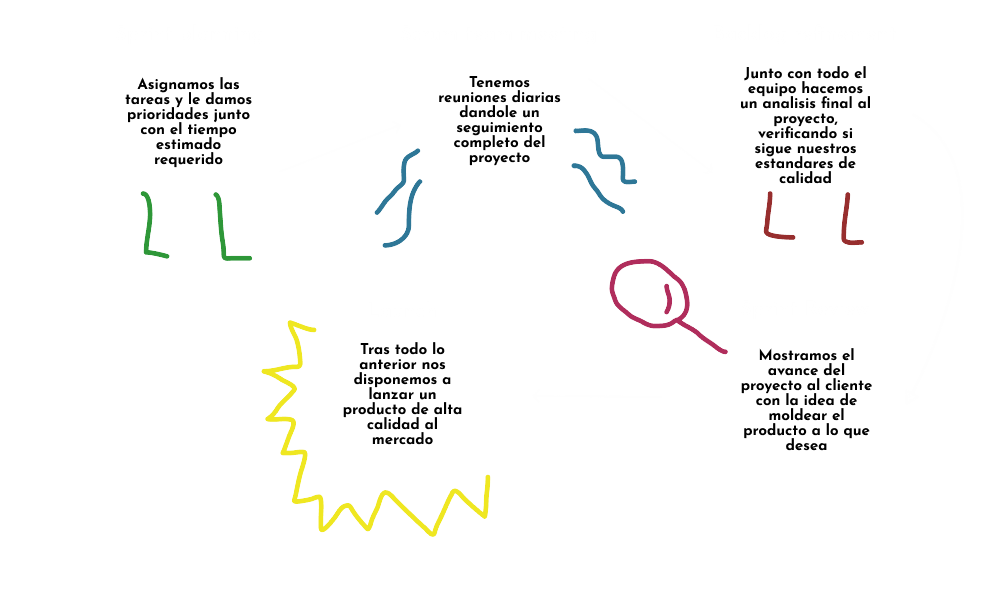 Asignamos las
tareas y le damos
prioridades junto
con el tiempo
estimado
requerido
Tenemos
reuniones diarias
dandole un
seguimiento
completo del
proyecto
Junto con todo el
equipo hacemos
un analisis final al
proyecto,
verificando si
sigue nuestros
estandares de
calidad
Tras todo lo
anterior nos
disponemos a
lanzar un
producto de alta
calidad al
mercado
Mostramos el
avance del
proyecto al cliente
con la idea de
moldear el
producto a lo que
desea